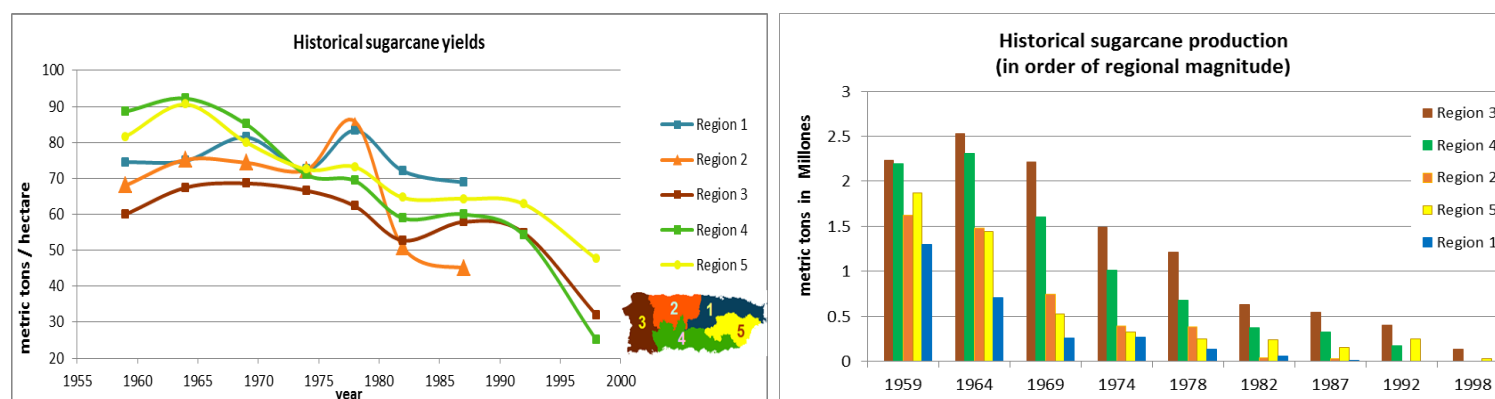 Historical sugarcane yields
100
90
80
70
60
50
40
30
20
metric tons / hectare
1955 1960 1965 1970 1975 1980 1985 1990 1995 2000
year
Region 1
Region 2
Region 3
Region 4
Region 5
2
1
3
5
4
Historical sugarcane production
(in order of regional magnitude)
3
2.5
2
1.5
1
0.5
0
metric tons in Millones
1959 1964 1969 1974 1978 1982 1987 1992 1998
Region 3
Region 4
Region 2
Region 5
Region 1